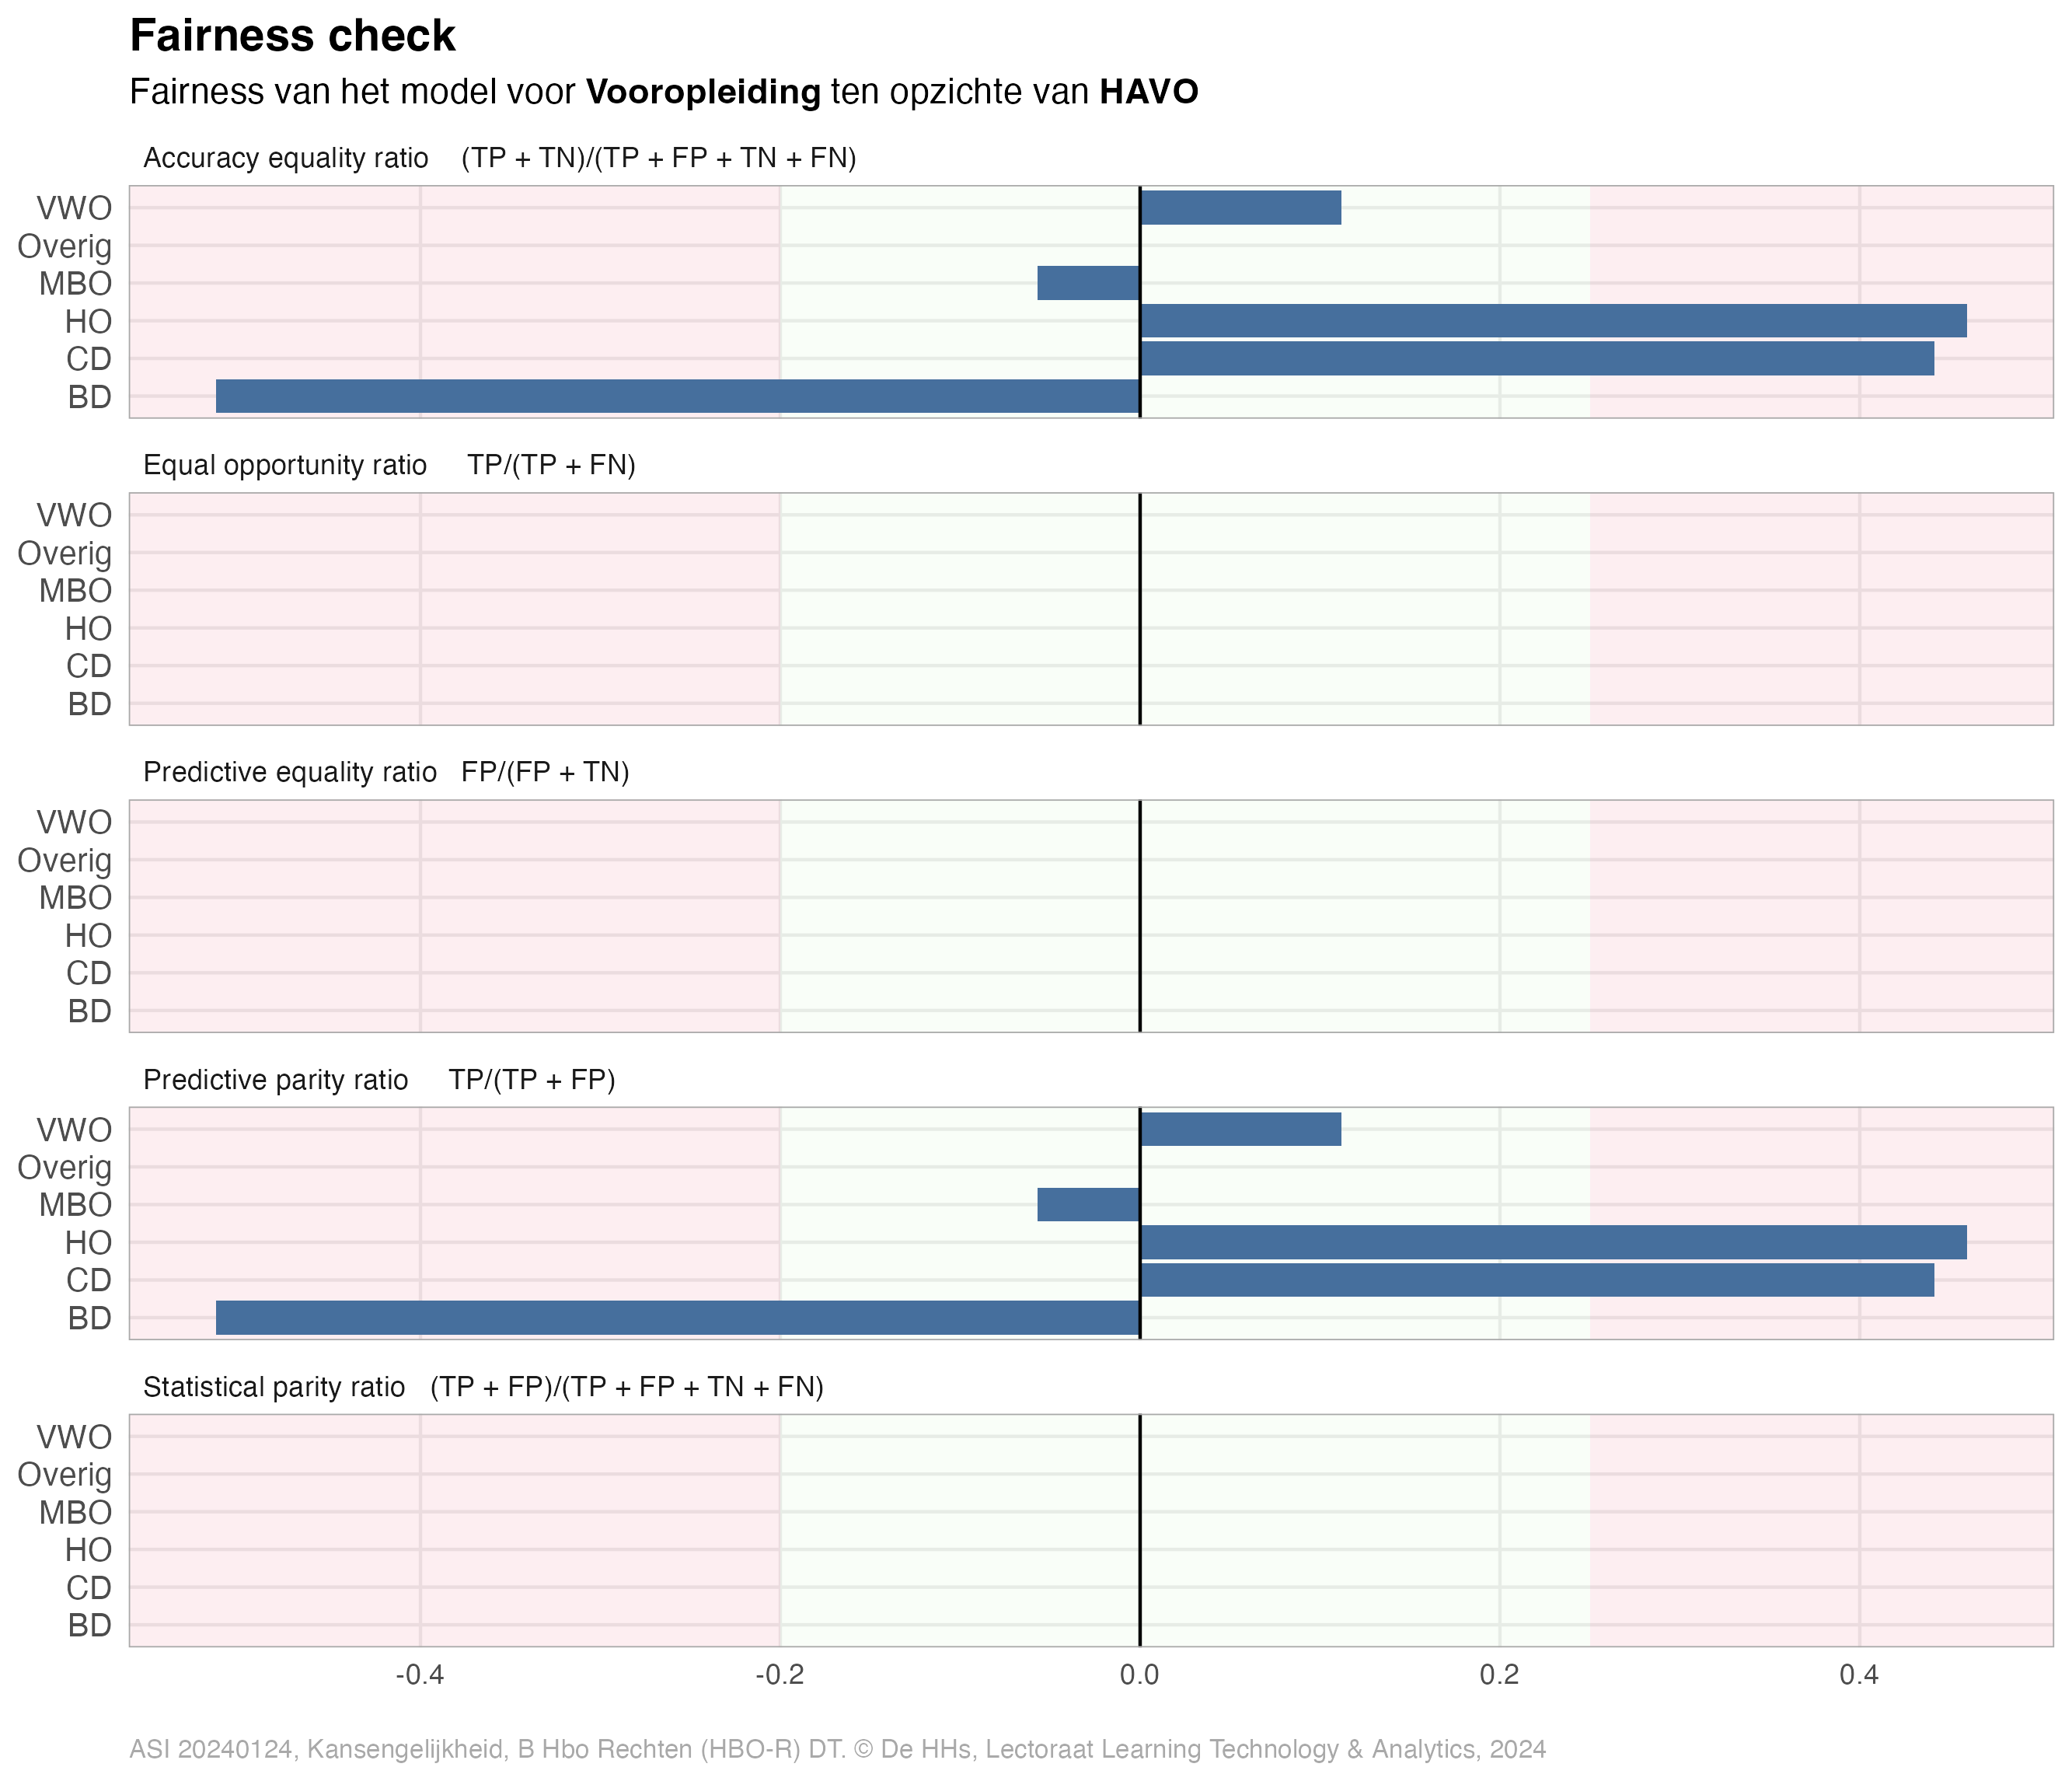 Fairness check
Fairness van het model voor Vooropleiding ten opzichte van HAVO
Accuracy equality ratio (TP + TN)/(TP + FP + TN + FN)
VWO
Overig
MBO
HO
CD
BD
Equal opportunity ratio TP/(TP + FN)
VWO
Overig
MBO
HO
CD
BD
Predictive equality ratio FP/(FP + TN)
VWO
Overig
MBO
HO
CD
BD
Predictive parity ratio TP/(TP + FP)
VWO
Overig
MBO
HO
CD
BD
Statistical parity ratio (TP + FP)/(TP + FP + TN + FN)
VWO
Overig
MBO
HO
CD
BD
-0.4 -0.2 0.0 0.2 0.4
ASI 20240124, Kansengelijkheid, B Hbo Rechten (HBO-R) DT. © De HHs, Lectoraat Learning Technology & Analytics, 2024